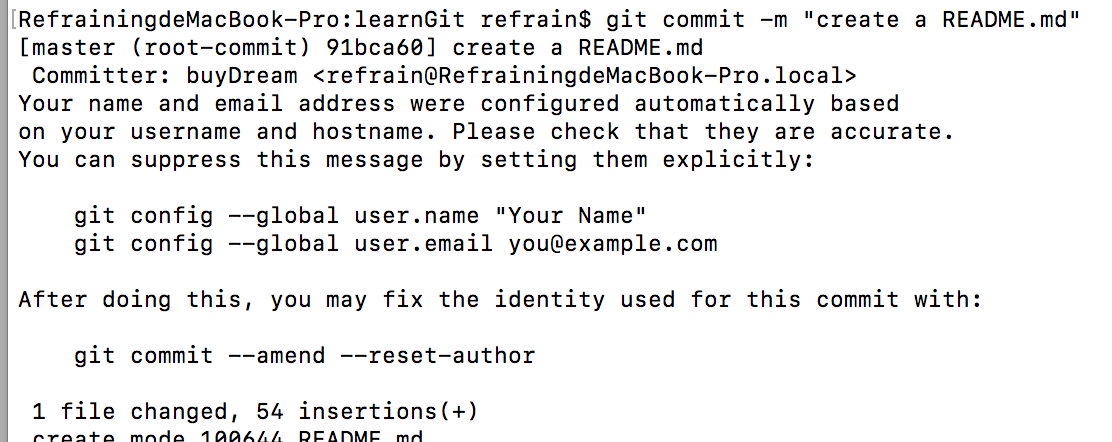 [RefrainingdeMacBook-Pro:learnGit refrain$ git commit -m "create a README.md"
[master (root-commit) 91bca60] create a README.md
 Committer: buyDream <refrain@RefrainingdeMacBook-Pro.local>
Your name and email address were configured automatically based
on your username and hostname. Please check that they are accurate.
You can suppress this message by setting them explicitly:

    git config --global user.name "Your Name"
    git config --global user.email you@example.com

After doing this, you may fix the identity used for this commit with:

    git commit --amend --reset-author

 1 file changed, 54 insertions(+)
 create mode 100644 README.md